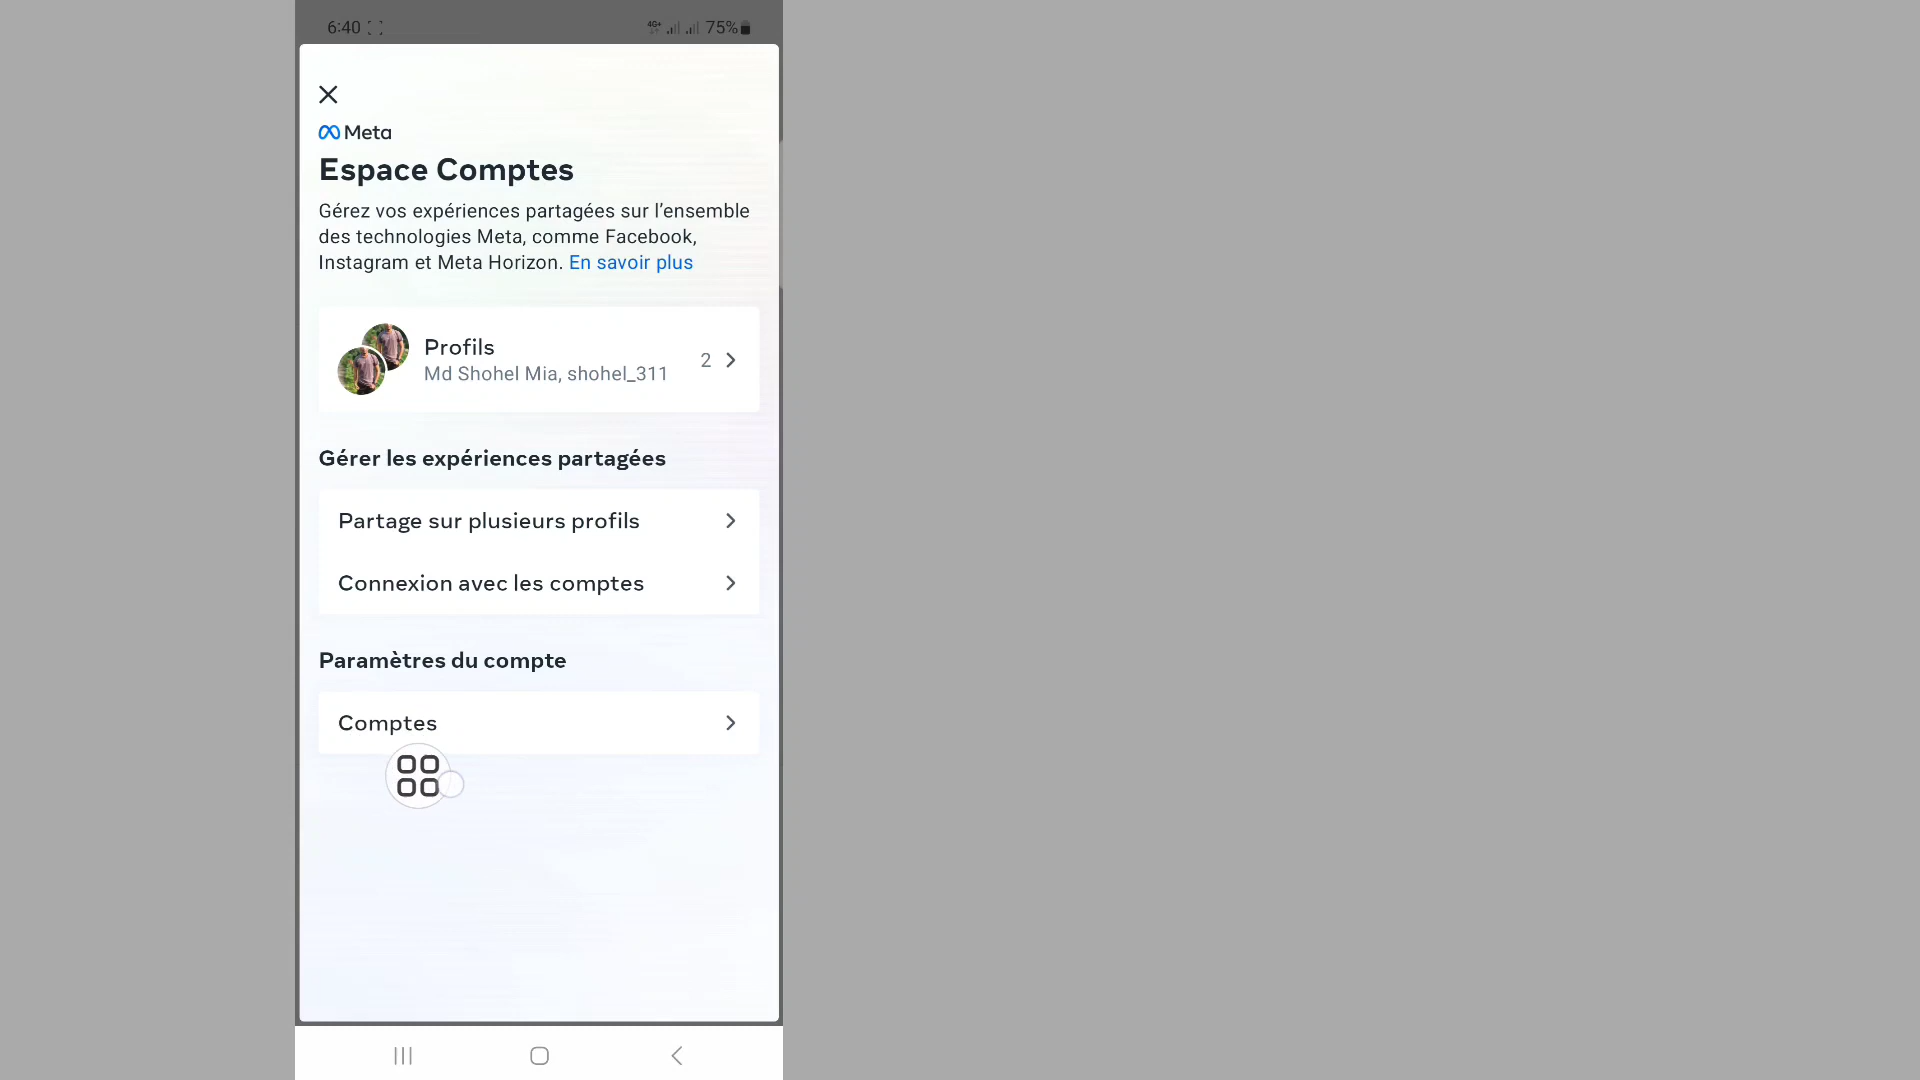 6:40 4G+ 75%
Meta
Espace Comptes
Gérez vos expériences partagées sur l’ensemble
des technologies Meta, comme Facebook,
Instagram et Meta Horizon. En savoir plus
Profils
Md Shohel Mia, shohel_311
2
Gérer les expériences partagées
Partage sur plusieurs profils
Connexion avec les comptes
Paramètres du compte
Comptes